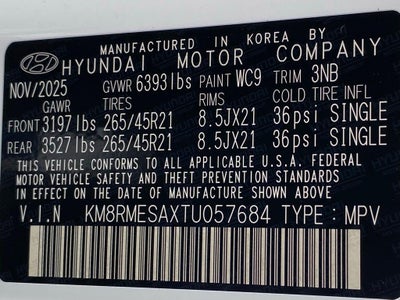 MANUFACTURED IN KOREA BY
HYUNDAI MOTOR COMPANY
NOV/2025 GVWR 6393lbs PAINT WC9 TRIM 3NB
GAWR TIRES RIMS COLD TIRE INFL
FRONT 3197lbs 265/45R21 8.5JX21 36psi SINGLE
REAR 3527lbs 265/45R21 8.5JX21 36psi SINGLE
THIS VEHICLE CONFORMS TO ALL APPLICABLE U.S.A. FEDERAL
MOTOR VEHICLE SAFETY AND THEFT PREVENTION STANDARDS
IN EFFECT ON THE DATE OF MANUFACTURE SHOWN ABOVE.
V.I.N KM8RMESAXTU057684 TYPE : MPV